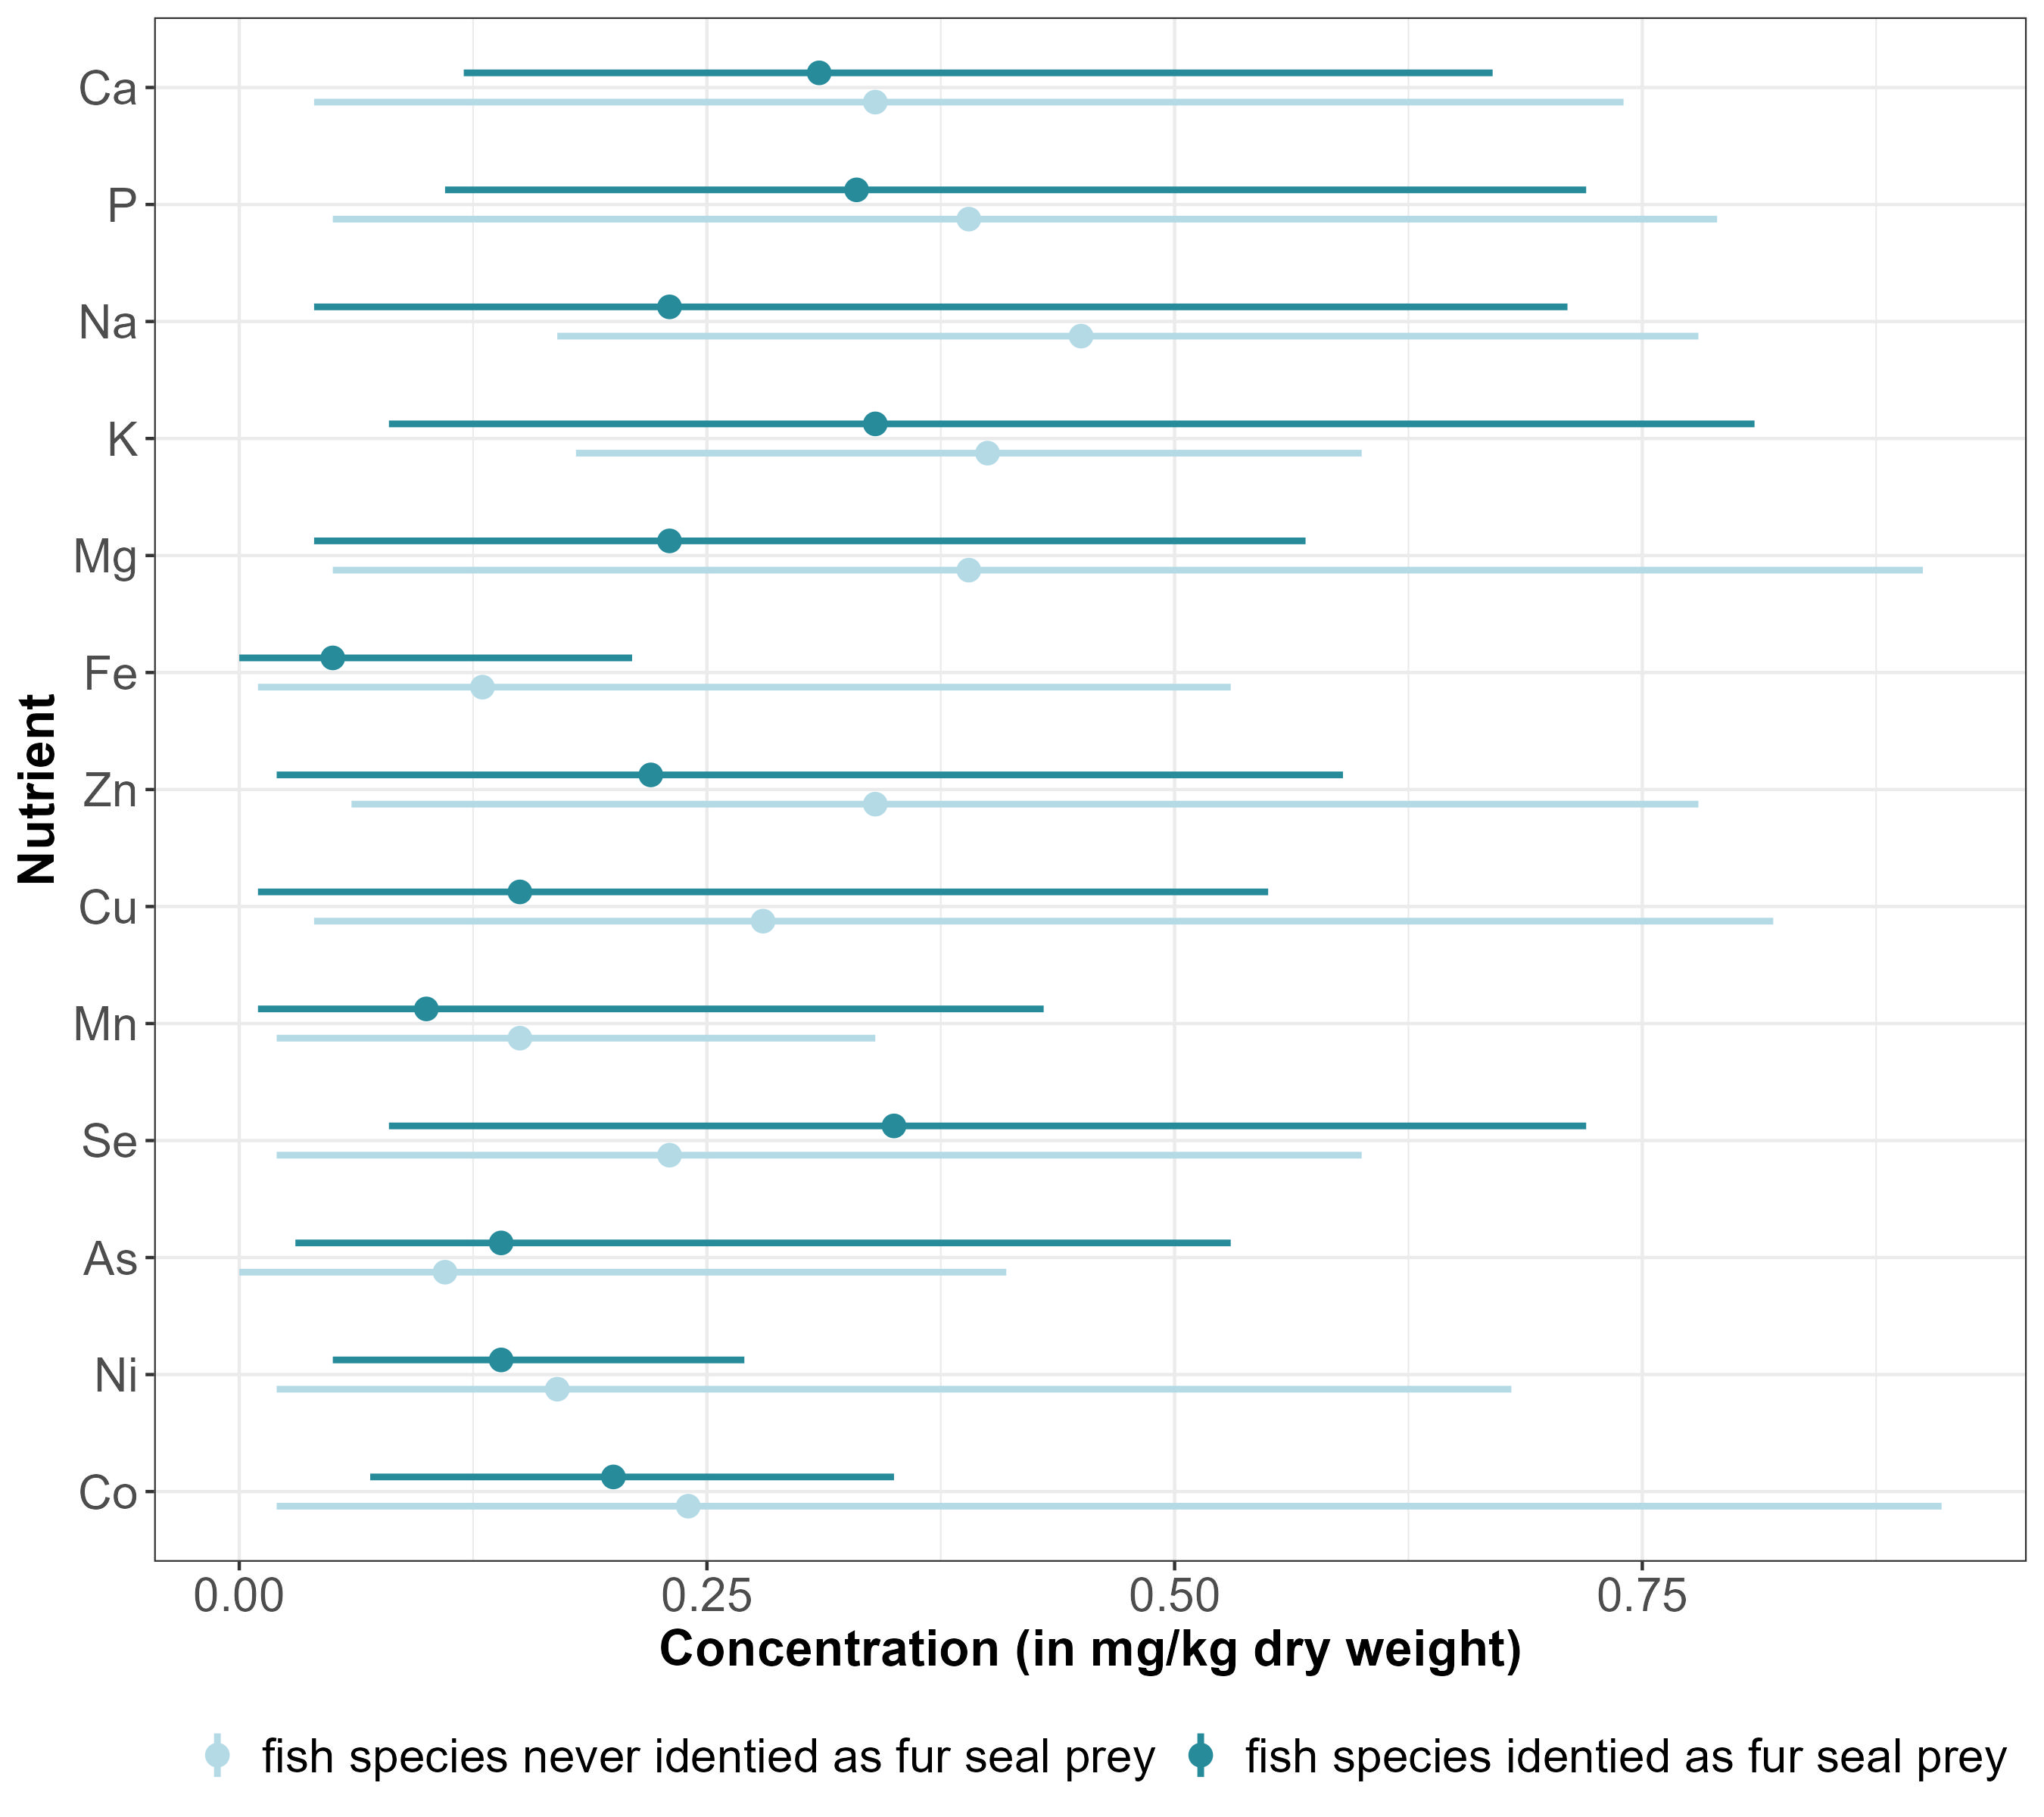 Nutrient
Ca
P
Na
K
Mg
Fe
Zn
Cu
Mn
Se
As
Ni
Co
0.00 0.25 0.50 0.75
Concentration (in mg/kg dry weight)
fish species never identied as fur seal prey fish species identied as fur seal prey